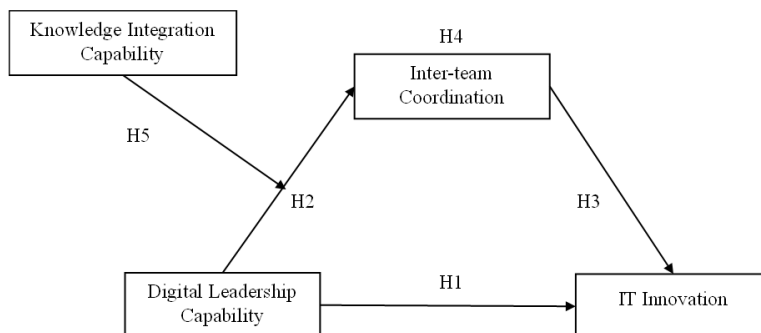 Knowledge Integration
Capability
H4
Inter-team
Coordination
H5
H2
H3
Digital Leadership
Capability
H1
IT Innovation